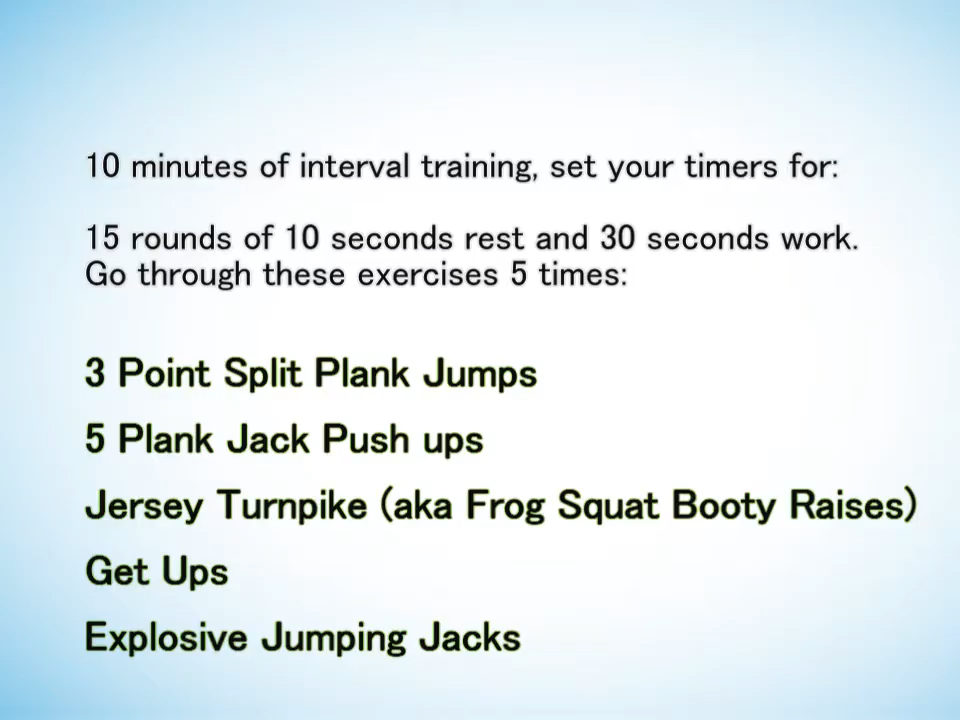 10 minutes of interval training, set your timers for:
15 rounds of 10 seconds rest and 30 seconds work.
Go through these exercises 5 times:
3 Point Split Plank Jumps
5 Plank Jack Push ups
Jersey Turnpike (aka Frog Squat Booty Raises)
Get Ups
Explosive Jumping Jacks